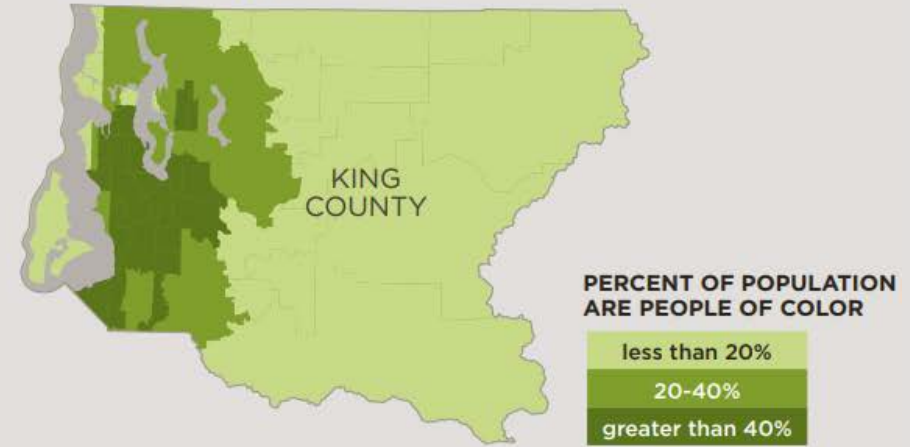 KING
COUNTY
PERCENT OF POPULATION
ARE PEOPLE OF COLOR
less than 20%
20-40%
greater than 40%